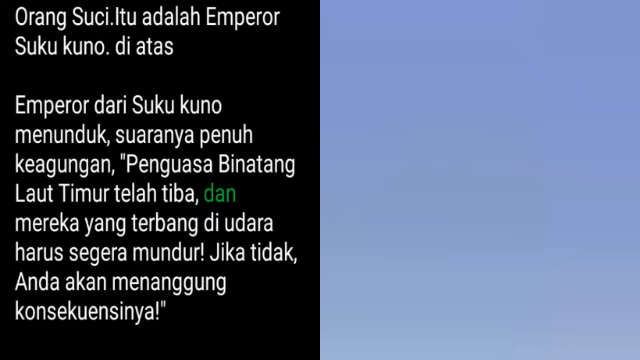 Orang Suci.Itu adalah Emperor
Suku kuno. di atas
Emperor dari Suku kuno
menunduk, suaranya penuh
keagungan, "Penguasa Binatang
Laut Timur telah tiba, dan
mereka yang terbang di udara
harus segera mundur! Jika tidak,
Anda akan menanggung
konsekuensinya!"